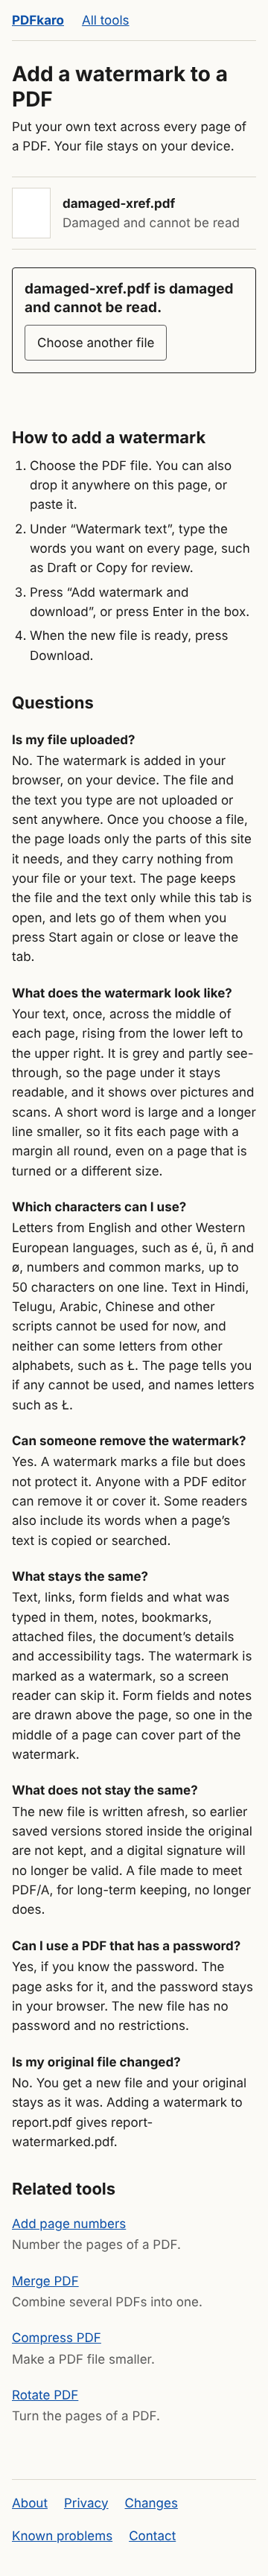 PDFkaro All tools
Add a watermark to a
PDF
Put your own text across every page of
a PDF. Your file stays on your device.
damaged-xref.pdf
Damaged and cannot be read
damaged-xref.pdf is damaged
and cannot be read.
Choose another file
How to add a watermark
1. Choose the PDF file. You can also
drop it anywhere on this page, or
paste it.
2. Under “Watermark text”, type the
words you want on every page, such
as Draft or Copy for review.
3. Press “Add watermark and
download”, or press Enter in the box.
4. When the new file is ready, press
Download.
Questions
Is my file uploaded?
No. The watermark is added in your
browser, on your device. The file and
the text you type are not uploaded or
sent anywhere. Once you choose a file,
the page loads only the parts of this site
it needs, and they carry nothing from
your file or your text. The page keeps
the file and the text only while this tab is
open, and lets go of them when you
press Start again or close or leave the
tab.
What does the watermark look like?
Your text, once, across the middle of
each page, rising from the lower left to
the upper right. It is grey and partly see-
through, so the page under it stays
readable, and it shows over pictures and
scans. A short word is large and a longer
line smaller, so it fits each page with a
margin all round, even on a page that is
turned or a different size.
Which characters can I use?
Letters from English and other Western
European languages, such as é, ü, ñ and
ø, numbers and common marks, up to
50 characters on one line. Text in Hindi,
Telugu, Arabic, Chinese and other
scripts cannot be used for now, and
neither can some letters from other
alphabets, such as Ł. The page tells you
if any cannot be used, and names letters
such as Ł.
Can someone remove the watermark?
Yes. A watermark marks a file but does
not protect it. Anyone with a PDF editor
can remove it or cover it. Some readers
also include its words when a page’s
text is copied or searched.
What stays the same?
Text, links, form fields and what was
typed in them, notes, bookmarks,
attached files, the document’s details
and accessibility tags. The watermark is
marked as a watermark, so a screen
reader can skip it. Form fields and notes
are drawn above the page, so one in the
middle of a page can cover part of the
watermark.
What does not stay the same?
The new file is written afresh, so earlier
saved versions stored inside the original
are not kept, and a digital signature will
no longer be valid. A file made to meet
PDF/A, for long-term keeping, no longer
does.
Can I use a PDF that has a password?
Yes, if you know the password. The
page asks for it, and the password stays
in your browser. The new file has no
password and no restrictions.
Is my original file changed?
No. You get a new file and your original
stays as it was. Adding a watermark to
report.pdf gives report-
watermarked.pdf.
Related tools
Add page numbers
Number the pages of a PDF.
Merge PDF
Combine several PDFs into one.
Compress PDF
Make a PDF file smaller.
Rotate PDF
Turn the pages of a PDF.
About Privacy Changes
Known problems Contact